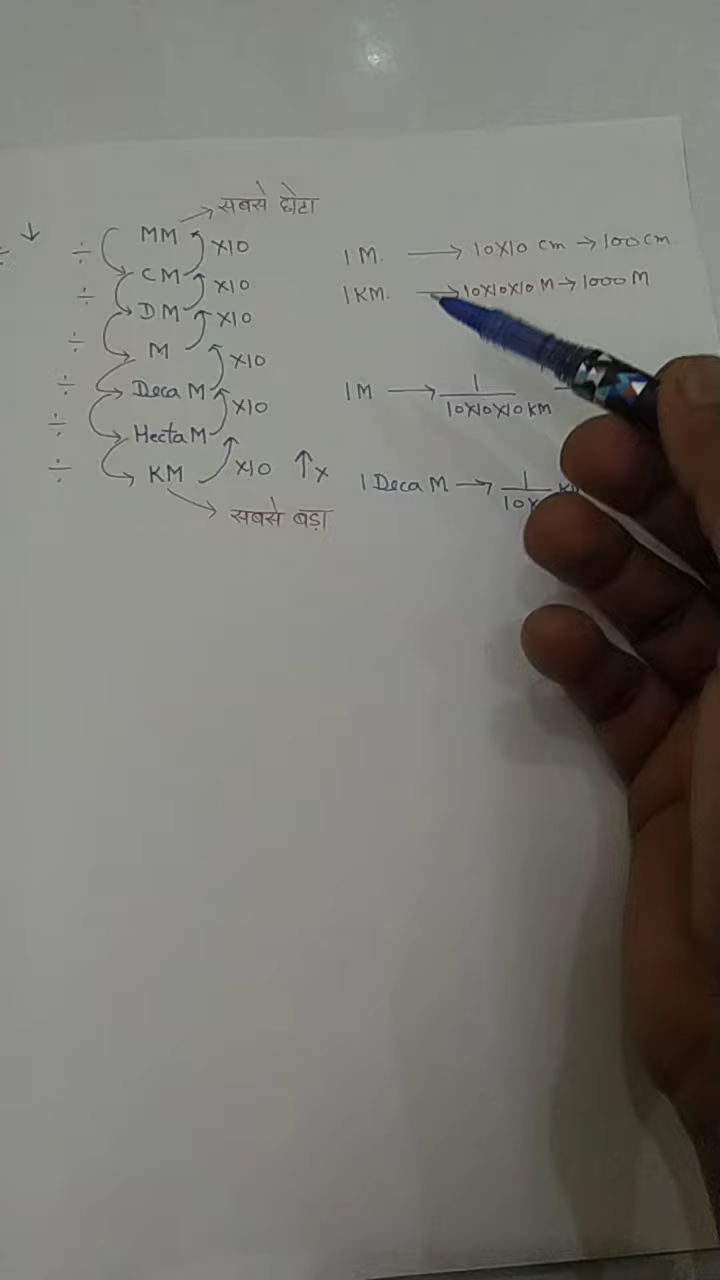 → सबसे छोटा
÷ ↓
÷ MM ×10
÷ CM ×10
÷ DM ×10
÷ M ×10
÷ Deca M ×10
÷ Hecta M ×10 ↑×
KM
→ सबसे बड़ा
1 M. → 10×10 cm → 100 cm
1 KM. → 10×10×10 M → 1000 M
1 M → 1/10×10×10 KM
1 Deca M → 1/10×